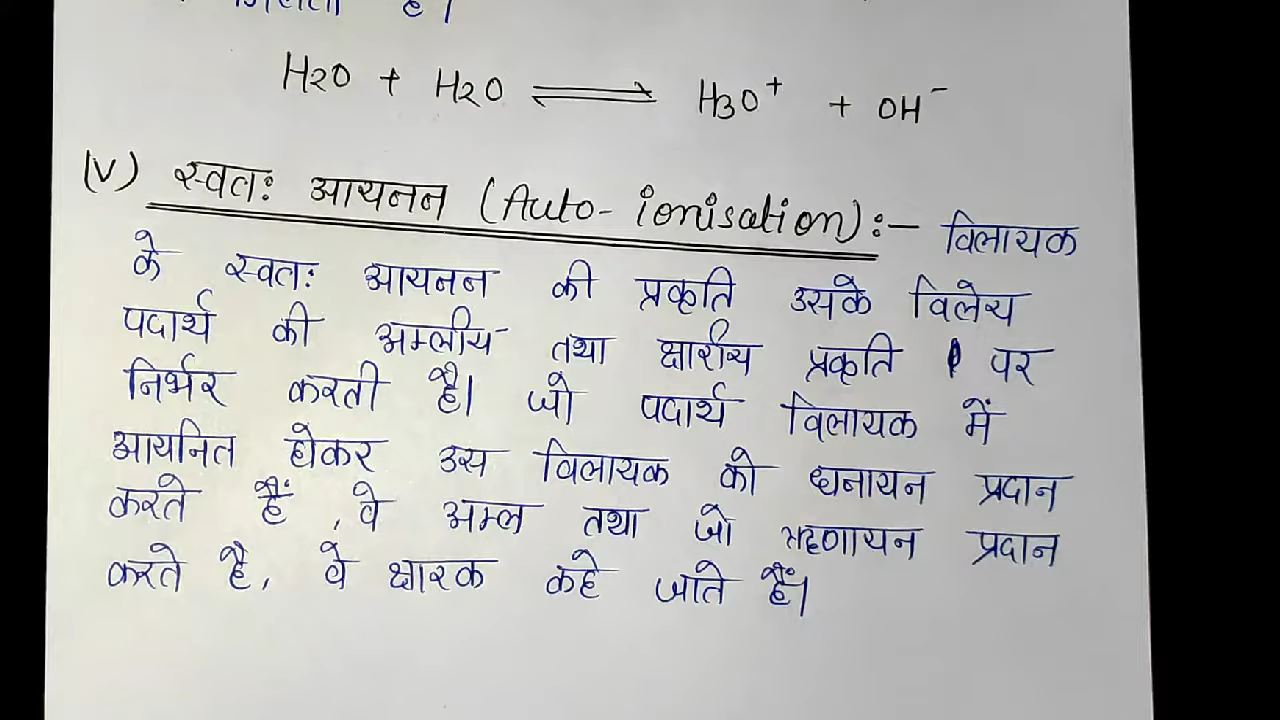 है।
H2O + H2O ⇌ H3O+ + OH-
(V) स्वतः आयनन (Auto-ionisation):- विलायक
के स्वतः आयनन की प्रकृति उसके विलेय
पदार्थ की अम्लीय तथा क्षारीय प्रकृति पर
निर्भर करती है। जो पदार्थ विलायक में
आयनित होकर उस विलायक को धनायन प्रदान
करते हैं, वे अम्ल तथा जो ऋणायन प्रदान
करते है, वे क्षारक कहे जाते हैं।